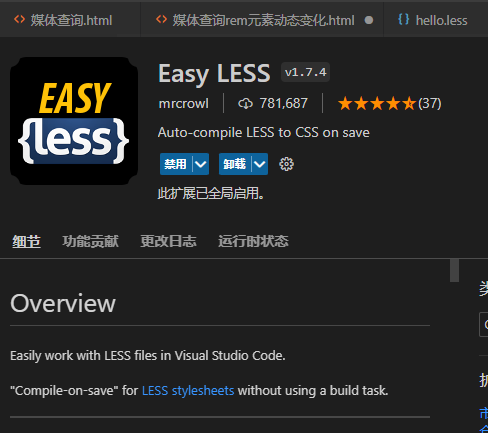 媒体查询.html 媒体查询rem元素动态变化.html hello.less
EASY
{less}
Easy LESS v1.7.4
mrcrowl 781,687 (37)
Auto-compile LESS to CSS on save
禁用 卸载
此扩展已全局启用。
细节 功能贡献 更改日志 运行时状态
Overview
Easily work with LESS files in Visual Studio Code.
"Compile-on-save" for LESS stylesheets without using a build task.